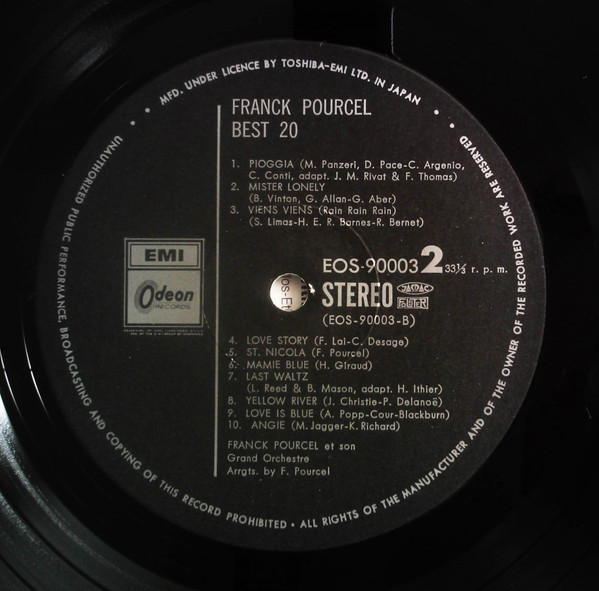 MFD. UNDER LICENCE BY TOSHIBA-EMI LTD. IN JAPAN
FRANCK POURCEL
BEST 20
1. PIOGGIA (M. Panzeri, D. Pace-C. Argenio,
C. Conti, adapt. J. M. Rivat & F. Thomas)
2. MISTER LONELY
(B. Vinton, G. Allan-G. Aber)
3. VIENS VIENS (Rain Rain Rain)
(S. Limas-H. E. R. Barnes-R. Bernet)
EMI
Odeon
RECORDS
EOS-90003 2 33⅓ r. p. m.
STEREO
(EOS-90003-B)
4. LOVE STORY (F. Lai-C. Desage)
5. ST. NICOLA (F. Pourcel)
6. MAMIE BLUE (H. Giraud)
7. LAST WALTZ
(L. Reed & B. Mason, adapt. H. Ithier)
8. YELLOW RIVER (J. Christie-P. Delanoë)
9. LOVE IS BLUE (A. Popp-Cour-Blackburn)
10. ANGIE (M. Jagger-K. Richard)
FRANCK POURCEL et son
Grand Orchestre
Arrgts. by F. Pourcel
UNAUTHORIZED PUBLIC PERFORMANCE, BROADCASTING AND COPYING OF THIS RECORD PROHIBITED • ALL RIGHTS OF THE MANUFACTURER AND OF THE OWNER OF THE RECORDED WORK ARE RESERVED